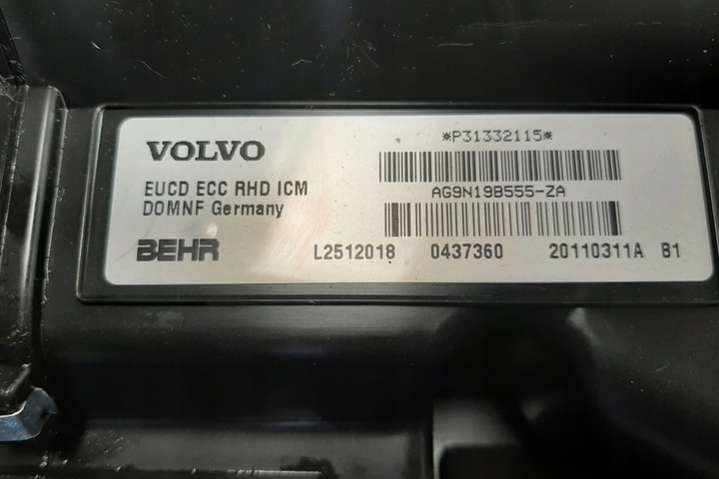 VOLVO
EUCD ECC RHD ICM
DOMNF Germany
BEHR
*P31332115*
AG9N19B555-ZA
L2512018 0437360 20110311A B1